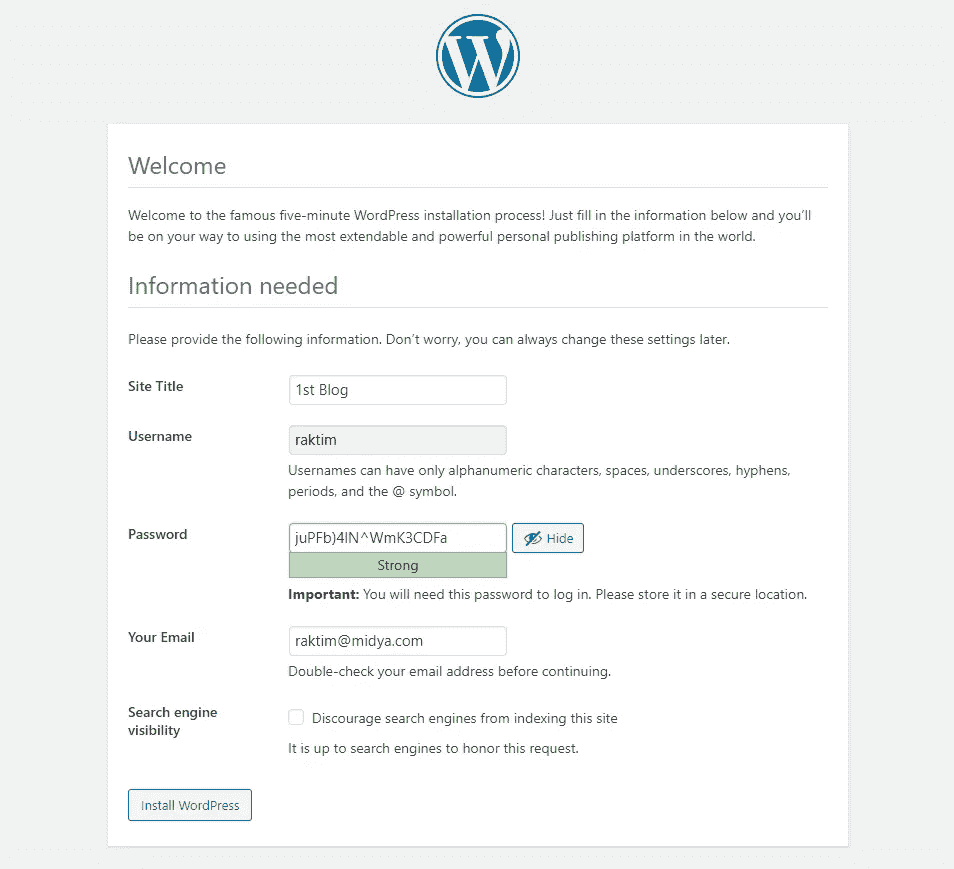 Welcome
Welcome to the famous five-minute WordPress installation process! Just fill in the information below and you’ll
be on your way to using the most extendable and powerful personal publishing platform in the world.
Information needed
Please provide the following information. Don’t worry, you can always change these settings later.
Site Title
1st Blog
Username
raktim
Usernames can have only alphanumeric characters, spaces, underscores, hyphens,
periods, and the @ symbol.
Password
juPFb)4IN^WmK3CDFa
Hide
Strong
Important: You will need this password to log in. Please store it in a secure location.
Your Email
raktim@midya.com
Double-check your email address before continuing.
Search engine
visibility
Discourage search engines from indexing this site
It is up to search engines to honor this request.
Install WordPress